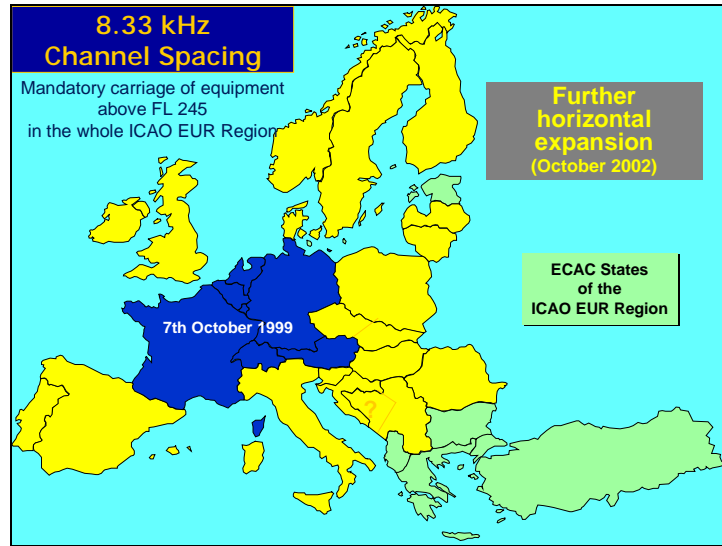 8.33 kHz
Channel Spacing
Mandatory carriage of equipment
above FL 245
in the whole ICAO EUR Region
Further
horizontal
expansion
(October 2002)
ECAC States
of the
ICAO EUR Region
7th October 1999
?